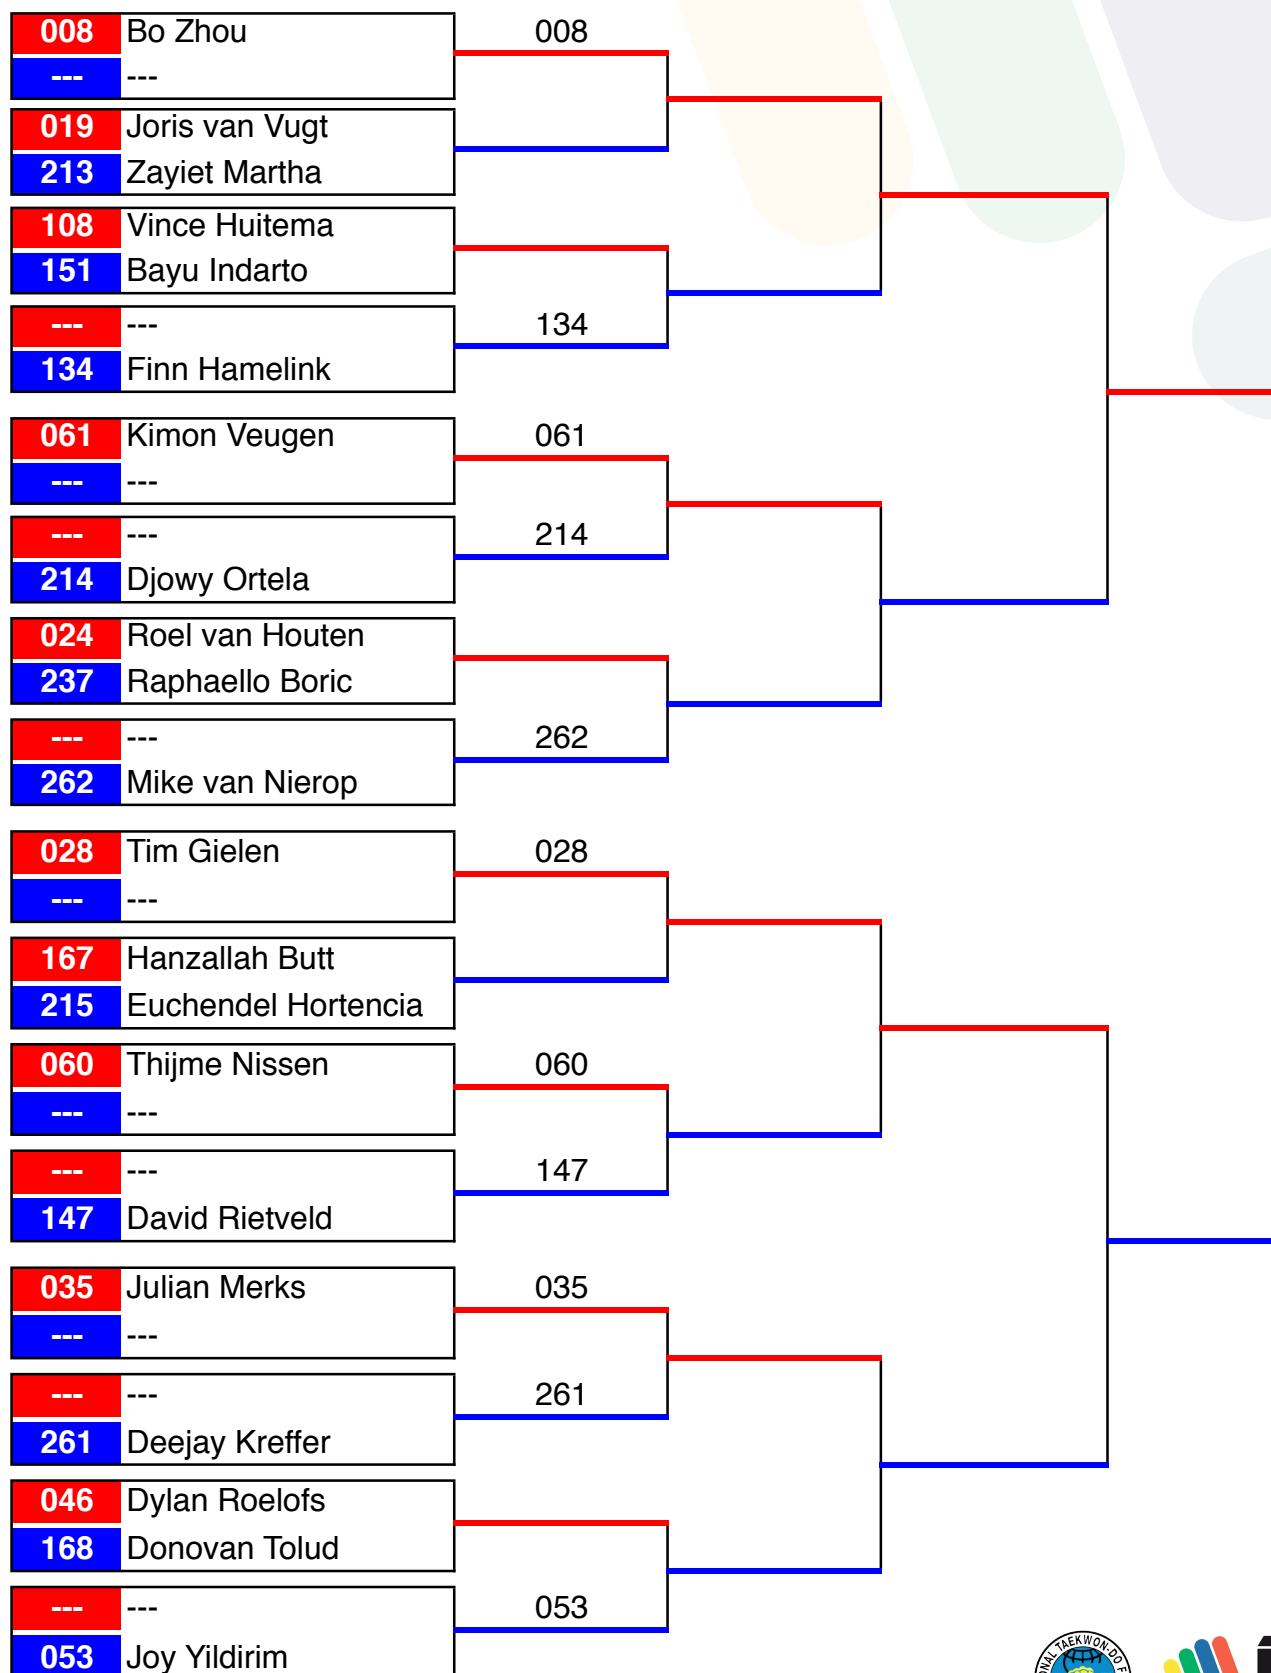 008 Bo Zhou 008
--- ---
019 Joris van Vugt
213 Zayiet Martha
108 Vince Huitema
151 Bayu Indarto
--- --- 134
134 Finn Hamelink
061 Kimon Veugen 061
--- ---
--- --- 214
214 Djowy Ortela
024 Roel van Houten
237 Raphaello Boric
--- --- 262
262 Mike van Nierop
028 Tim Gielen 028
--- ---
167 Hanzallah Butt
215 Euchendel Hortencia
060 Thijme Nissen 060
--- ---
--- --- 147
147 David Rietveld
035 Julian Merks 035
--- ---
--- --- 261
261 Deejay Kreffer
046 Dylan Roelofs
168 Donovan Tolud
--- --- 053
053 Joy Yildirim
TAEKWON-DO